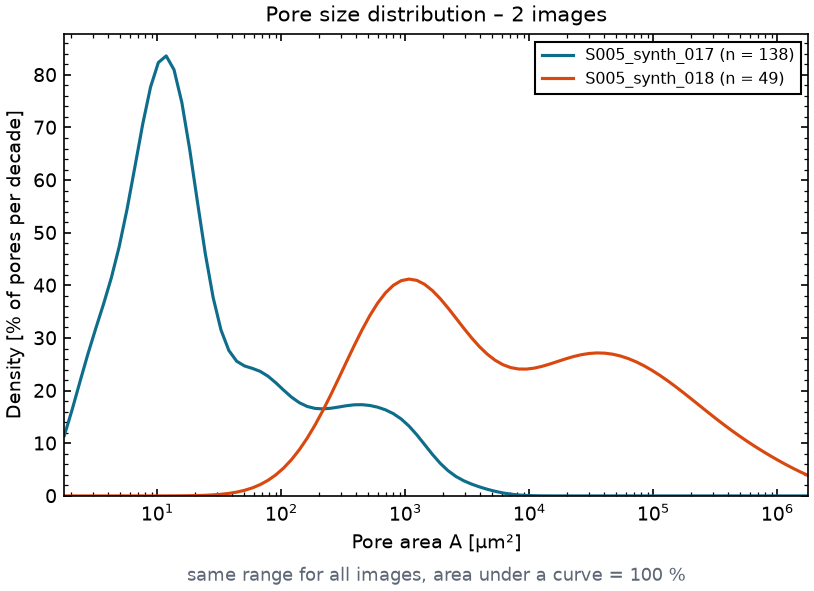 Pore size distribution – 2 images
S005_synth_017 (n = 138)
S005_synth_018 (n = 49)
Density [% of pores per decade]
80
70
60
50
40
30
20
10
0
10¹ 10² 10³ 10⁴ 10⁵ 10⁶
Pore area A [µm²]
same range for all images, area under a curve = 100 %